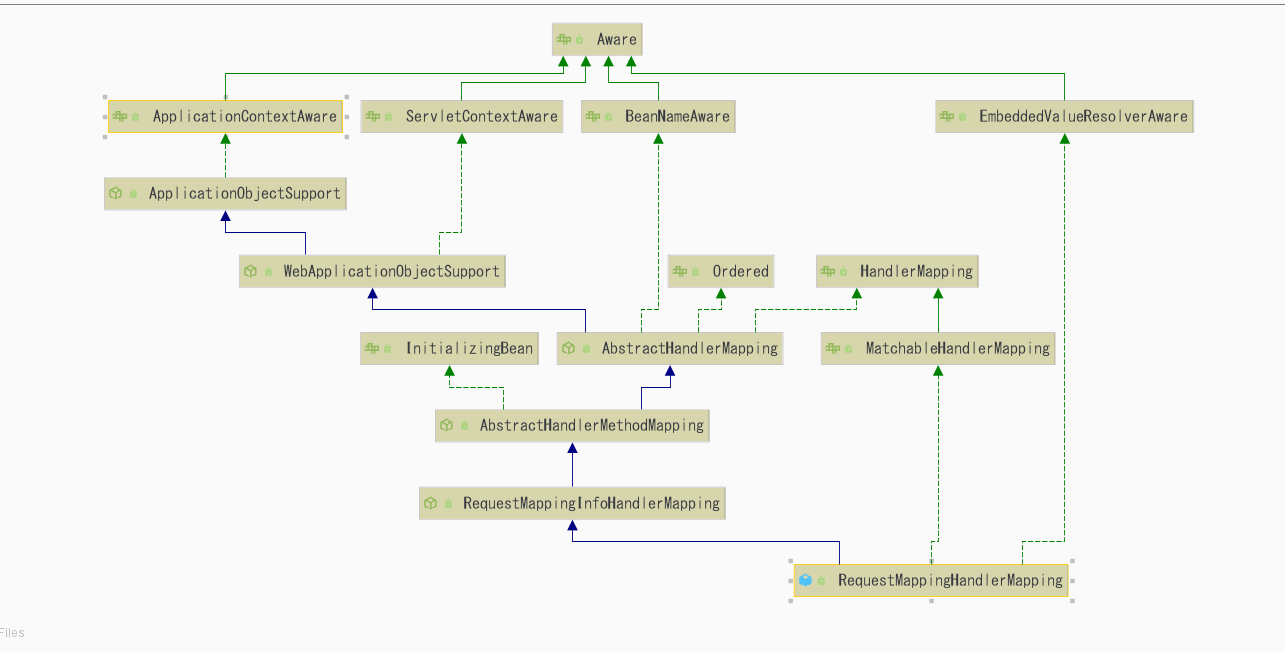 Aware
ApplicationContextAware
ServletContextAware
BeanNameAware
EmbeddedValueResolverAware
ApplicationObjectSupport
WebApplicationObjectSupport
Ordered
HandlerMapping
InitializingBean
AbstractHandlerMapping
MatchableHandlerMapping
AbstractHandlerMethodMapping
RequestMappingInfoHandlerMapping
RequestMappingHandlerMapping
Files